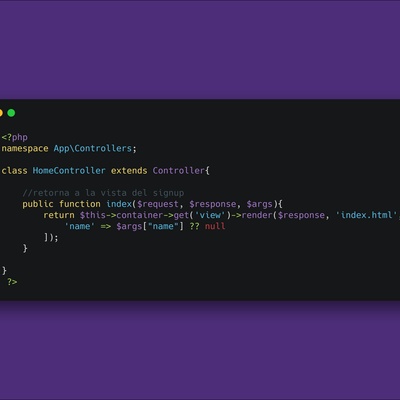 <?php
namespace App\Controllers;
class HomeController extends Controller{
//retorna a la vista del signup
public function index($request, $response, $args){
return $this->container->get('view')->render($response, 'index.html',
'name' => $args["name"] ?? null
]);
}
}
?>